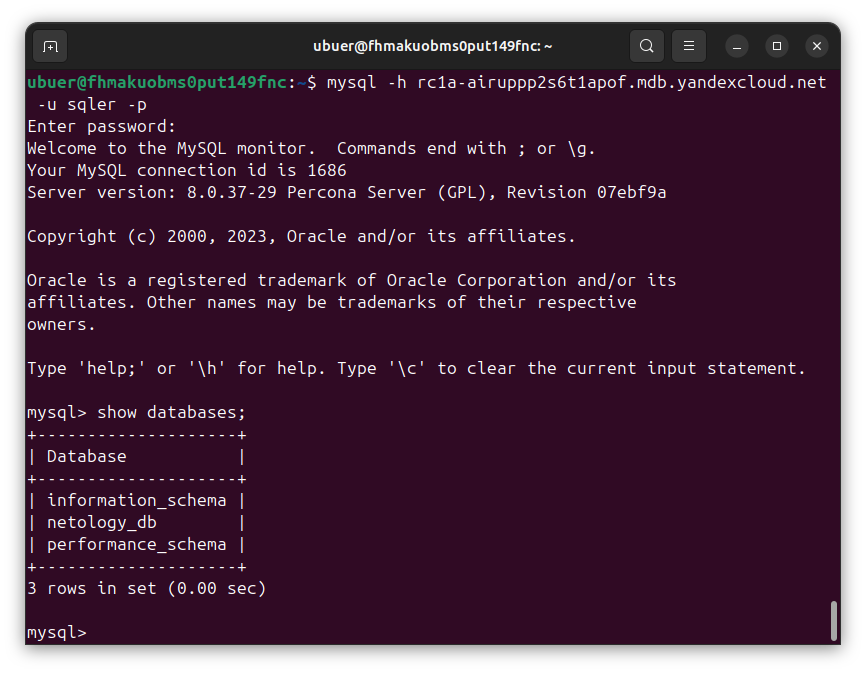 ubuer@fhmakuobms0put149fnc: ~
ubuer@fhmakuobms0put149fnc:~$ mysql -h rc1a-airuppp2s6t1apof.mdb.yandexcloud.net
 -u sqler -p
Enter password:
Welcome to the MySQL monitor.  Commands end with ; or \g.
Your MySQL connection id is 1686
Server version: 8.0.37-29 Percona Server (GPL), Revision 07ebf9a
Copyright (c) 2000, 2023, Oracle and/or its affiliates.
Oracle is a registered trademark of Oracle Corporation and/or its
affiliates. Other names may be trademarks of their respective
owners.
Type 'help;' or '\h' for help. Type '\c' to clear the current input statement.
mysql> show databases;
+--------------------+
| Database           |
+--------------------+
| information_schema |
| netology_db        |
| performance_schema |
+--------------------+
3 rows in set (0.00 sec)
mysql>